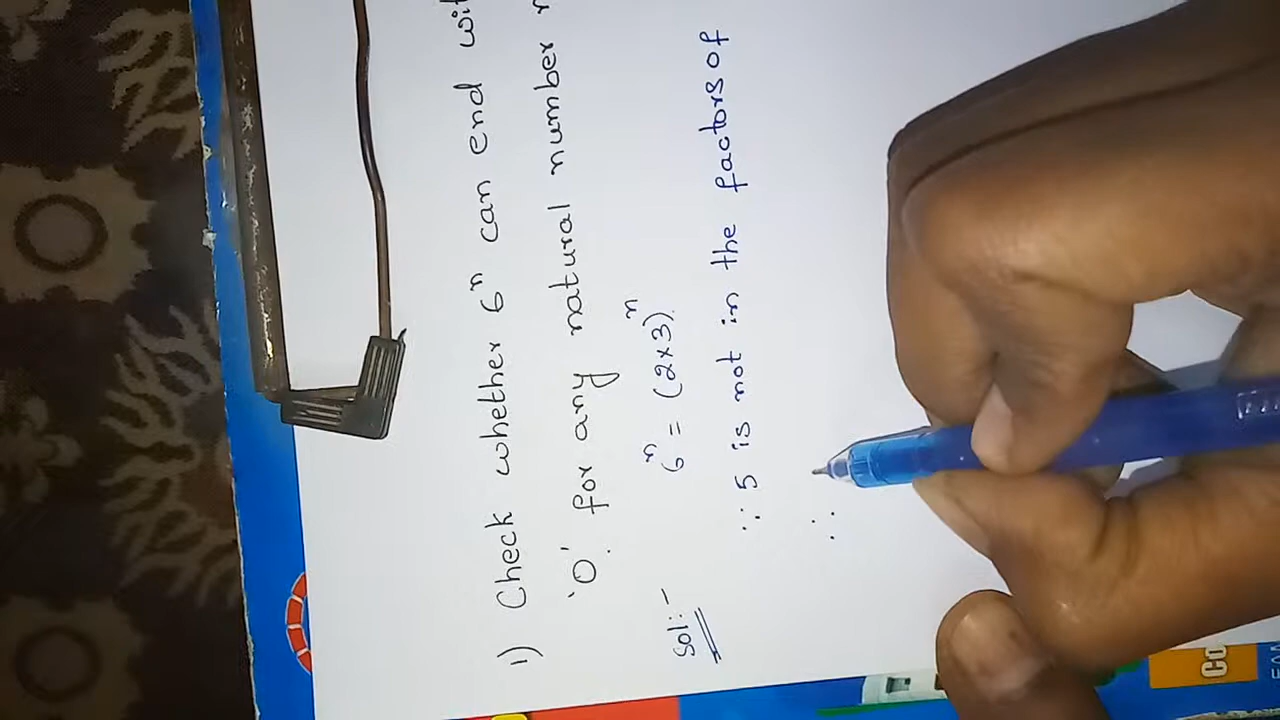 1) Check whether 6ⁿ can end
'0'. for any natural number
Sol:- 6ⁿ = (2×3)ⁿ.
∵ 5 is not in the factors of
∴
Co